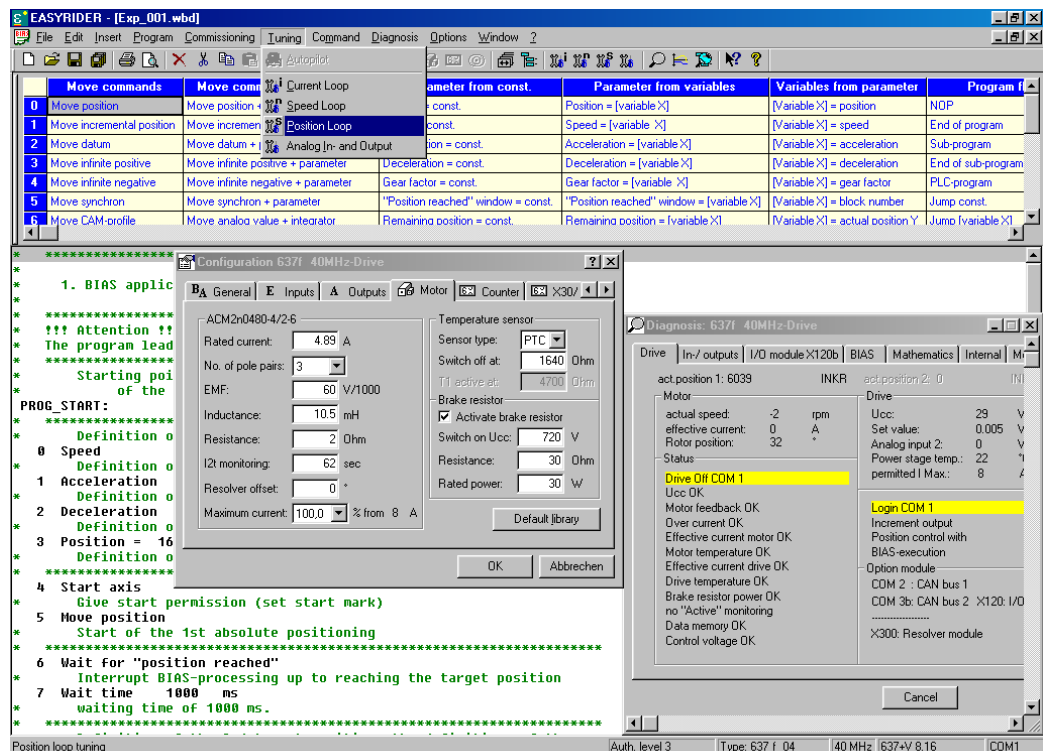 EASYRIDER - [Exp_001.wbd]
File Edit Insert Program Commissioning Tuning Command Diagnosis Options Window ?
Autopilot
Current Loop
Speed Loop
Position Loop
Analog In- and Output
Move commands Move com ameter from const. Parameter from variables Variables from parameter Program f
0 Move position Move position + = const. Position = [variable X] [Variable X] = position NOP
1 Move incremental position Move incremen const. Speed = [variable X] [Variable X] = speed End of program
2 Move datum Move datum + p ion = const. Acceleration = [variable X] [Variable X] = acceleration Sub-program
3 Move infinite positive Move infinite positive + parameter Deceleration = const. Deceleration = [variable X] [Variable X] = deceleration End of sub-program
4 Move infinite negative Move infinite negative + parameter Gear factor = const. Gear factor = [variable X] [Variable X] = gear factor PLC-program
5 Move synchron Move synchron + parameter "Position reached" window = const. "Position reached" window = [variable X] [Variable X] = block number Jump const.
6 Move CAM-profile Move analog value + integrator Remaining position = const. Remaining position = [variable X] [Variable X] = actual position Y Jump [variable X]
* ******************
*
* 1. BIAS applic
*
* ******************
* !!! Attention !!
* The program lead
* ******************
* Starting poi
* of the
PROG_START:
* Definition o
0 Speed
* Definition o
1 Acceleration
* Definition o
2 Deceleration
* Definition o
3 Position = 16
* Definition o
* ******************
4 Start axis
* Give start permission (set start mark)
5 Move position
* Start of the 1st absolute positioning
* **********************************************************************
6 Wait for "position reached"
* Interrupt BIAS-processing up to reaching the target position
7 Wait time 1000 ms
* waiting time of 1000 ms.
* **********************************************************************
Configuration 637f 40MHz-Drive
BA General E Inputs A Outputs Motor Counter X30/
ACM2n0480-4/2-6
Rated current: 4.89 A
No. of pole pairs: 3
EMF: 60 V/1000
Inductance: 10.5 mH
Resistance: 2 Ohm
I2t monitoring: 62 sec
Resolver offset: 0 °
Maximum current: 100,0 % from 8 A
Temperature sensor
Sensor type: PTC
Switch off at: 1640 Ohm
T1 active at: 4700 Ohm
Brake resistor
Activate brake resistor
Switch on Ucc: 720 V
Resistance: 30 Ohm
Rated power: 30 W
Default library
OK Abbrechen
Diagnosis: 637f 40MHz-Drive
Drive In-/ outputs I/O module X120b BIAS Mathematics Internal M
act.position 1: 6039 INKR act.position 2: 0 IN
Motor
actual speed: -2 rpm
effective current: 0 A
Rotor position: 32 °
Drive
Ucc: 29 V
Set value: 0.005 V
Analog input 2: 0 V
Power stage temp.: 22 °
permitted I Max.: 8 A
Status
Drive Off COM 1
Ucc OK
Motor feedback OK
Over current OK
Effective current motor OK
Motor temperature OK
Effective current drive OK
Drive temperature OK
Brake resistor power OK
no "Active" monitoring
Data memory OK
Control voltage OK
Login COM 1
Increment output
Position control with
BIAS-execution
Option module
COM 2 : CAN bus 1
COM 3b: CAN bus 2 X120: I/O
-------------------
X300: Resolver module
Cancel
Position loop tuning Auth. level 3 Type: 637 f 04 40 MHz 637+V 8.16 COM1